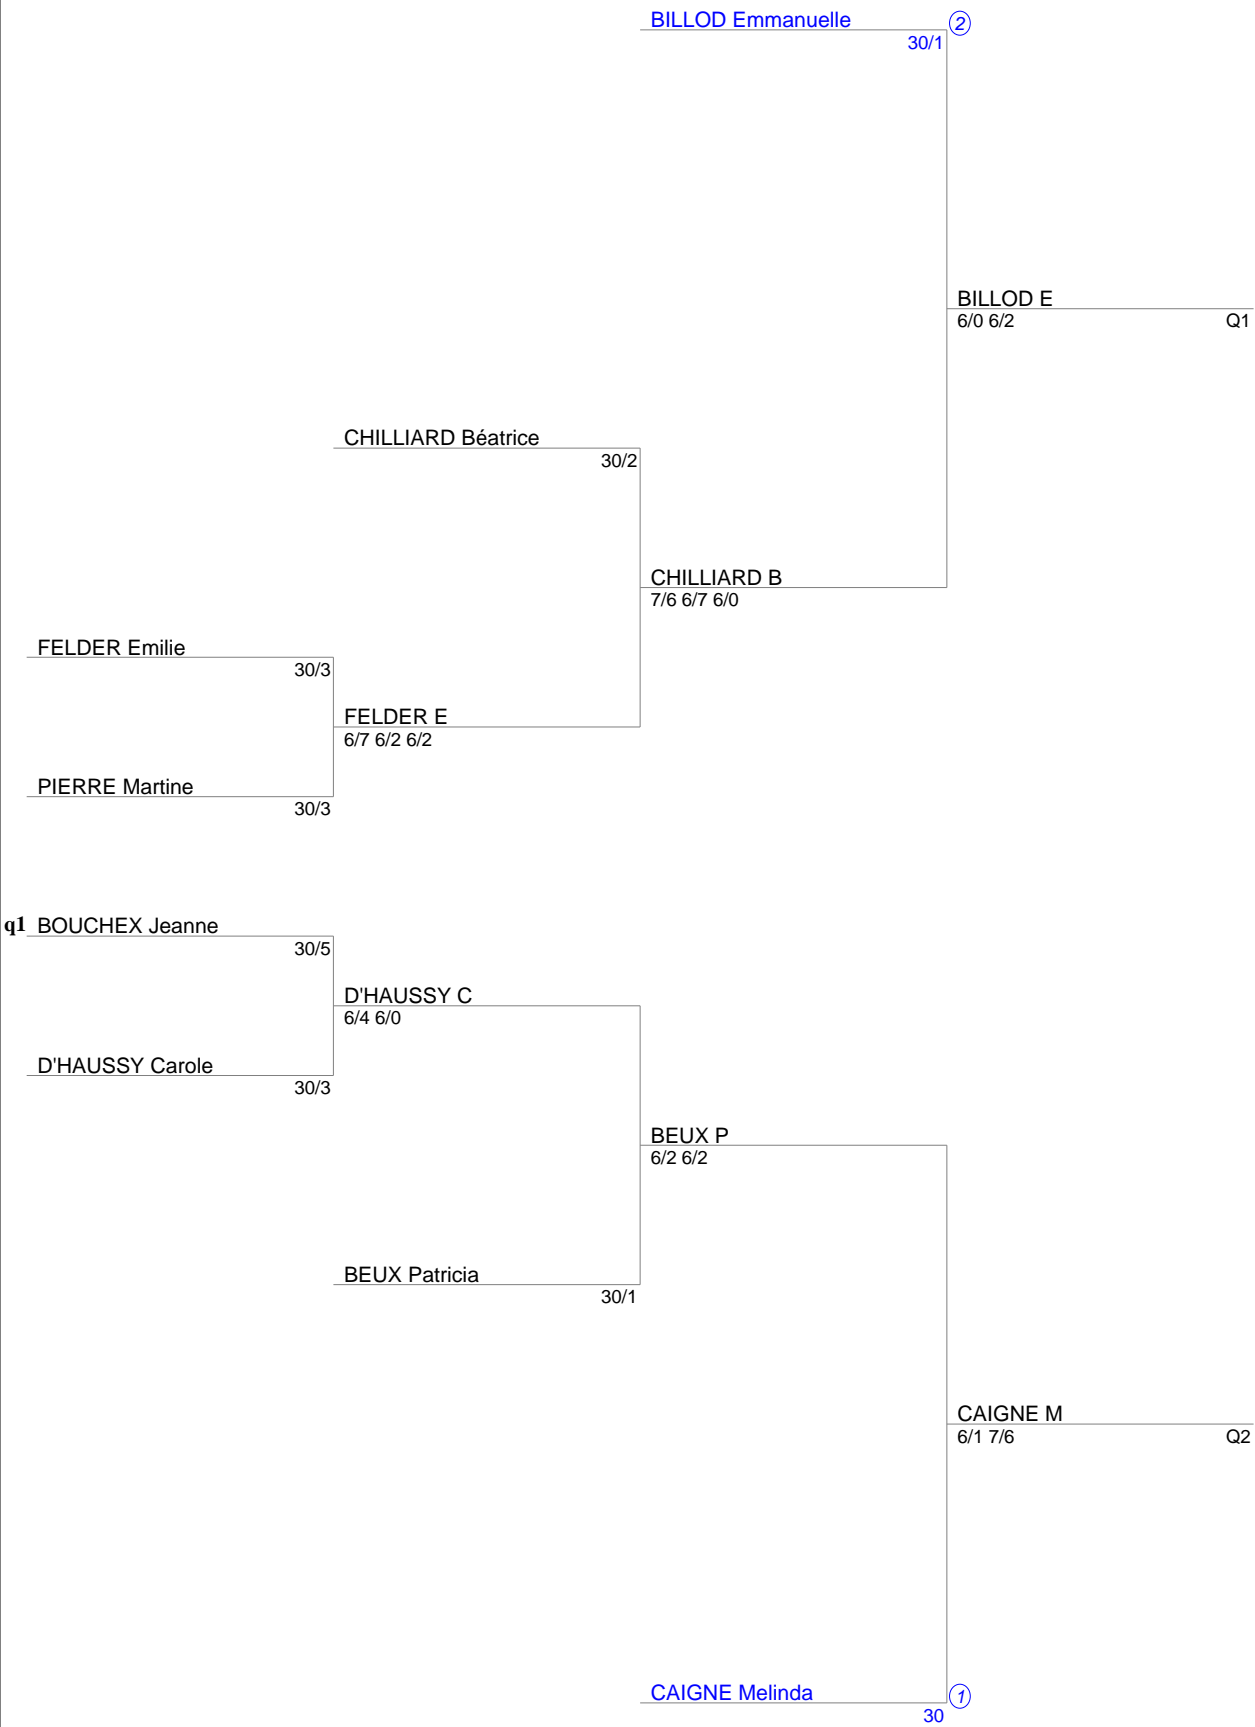 BILLOD Emmanuelle 2
30/1
BILLOD E
6/0 6/2 Q1
CHILLIARD Béatrice
30/2
CHILLIARD B
7/6 6/7 6/0
FELDER Emilie
30/3
FELDER E
6/7 6/2 6/2
PIERRE Martine
30/3
q1 BOUCHEX Jeanne
30/5
D'HAUSSY C
6/4 6/0
D'HAUSSY Carole
30/3
BEUX P
6/2 6/2
BEUX Patricia
30/1
CAIGNE M
6/1 7/6 Q2
CAIGNE Melinda 1
30